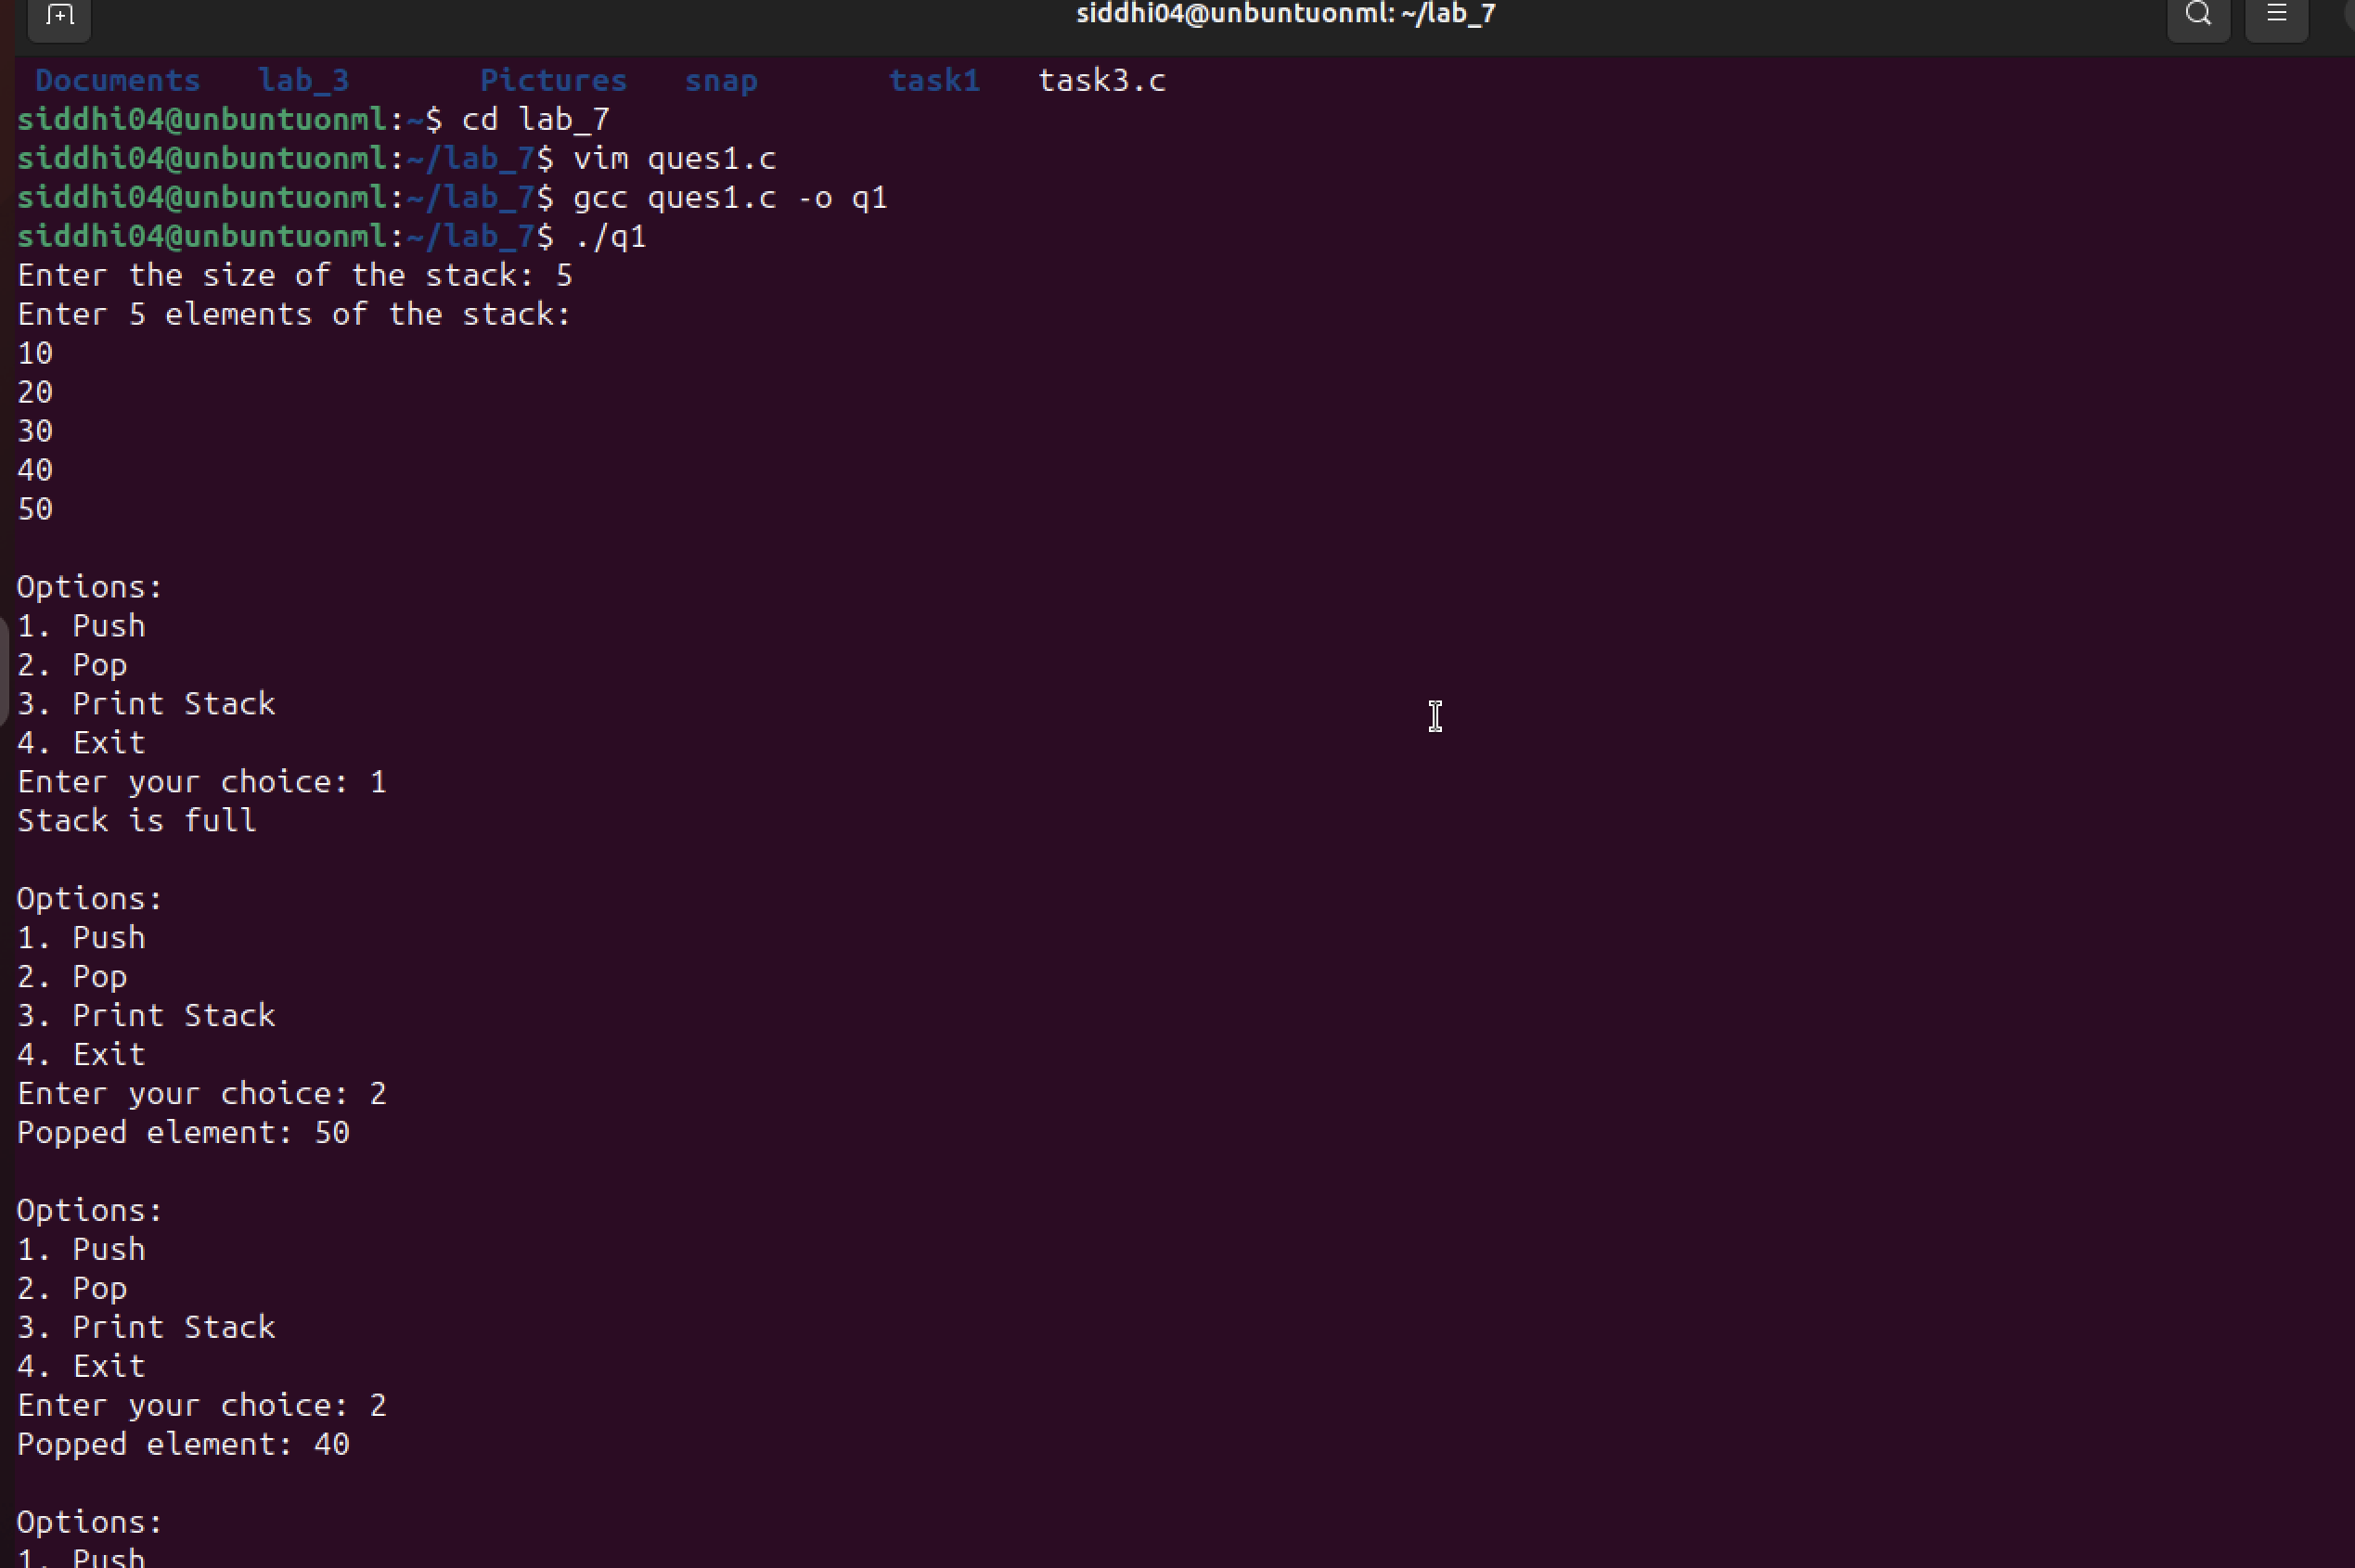 siddhi04@unbuntuonml: ~/lab_7
Documents lab_3 Pictures snap task1 task3.c
siddhi04@unbuntuonml:~$ cd lab_7
siddhi04@unbuntuonml:~/lab_7$ vim ques1.c
siddhi04@unbuntuonml:~/lab_7$ gcc ques1.c -o q1
siddhi04@unbuntuonml:~/lab_7$ ./q1
Enter the size of the stack: 5
Enter 5 elements of the stack:
10
20
30
40
50
Options:
1. Push
2. Pop
3. Print Stack
4. Exit
Enter your choice: 1
Stack is full
Options:
1. Push
2. Pop
3. Print Stack
4. Exit
Enter your choice: 2
Popped element: 50
Options:
1. Push
2. Pop
3. Print Stack
4. Exit
Enter your choice: 2
Popped element: 40
Options:
1. Push